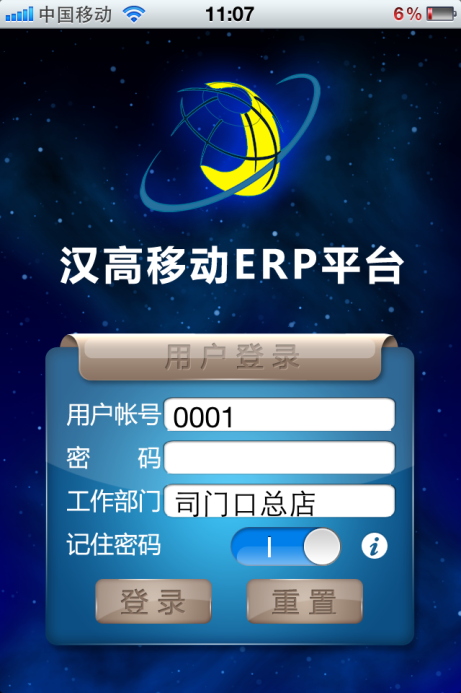 中国移动 11:07 6%
汉高移动ERP平台
用户登录
用户帐号 0001
密 码
工作部门 司门口总店
记住密码
登录 重置